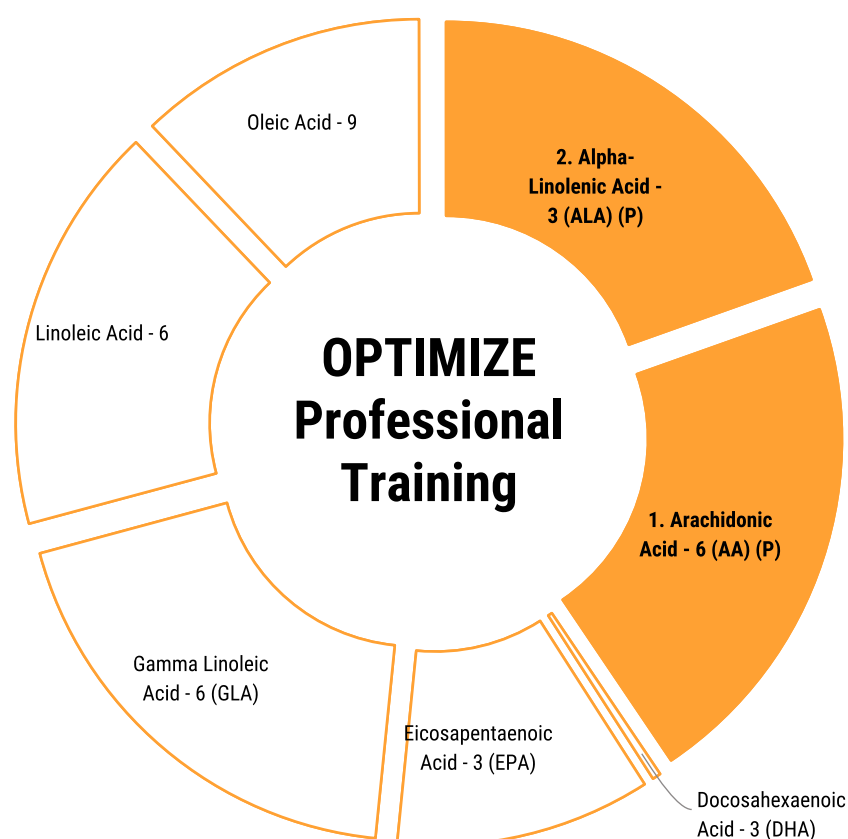 Oleic Acid - 9
2. Alpha-
Linolenic Acid -
3 (ALA) (P)
Linoleic Acid - 6
OPTIMIZE
Professional
Training
1. Arachidonic
Acid - 6 (AA) (P)
Gamma Linoleic
Acid - 6 (GLA)
Eicosapentaenoic
Acid - 3 (EPA)
Docosahexaenoic
Acid - 3 (DHA)